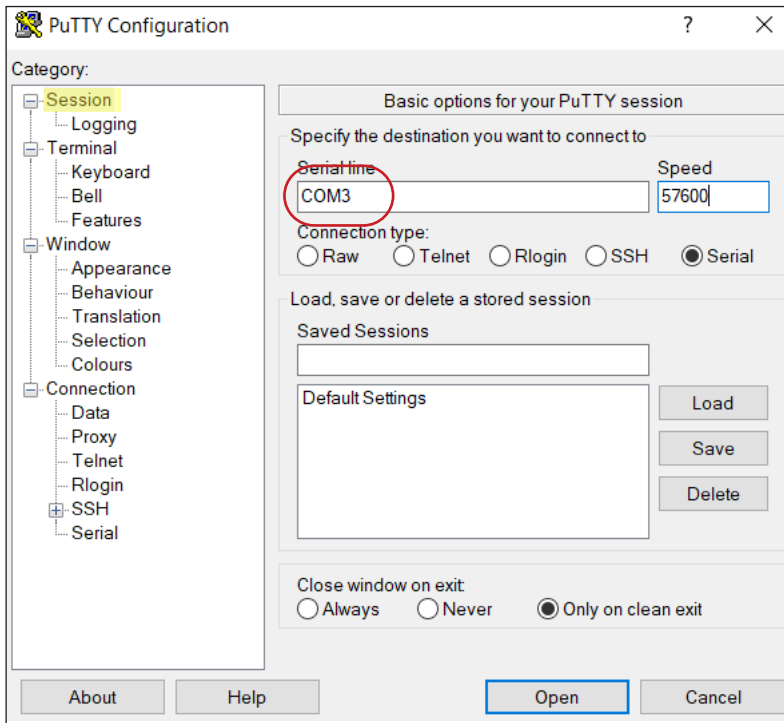 PuTTY Configuration ? ×
Category:
Session
Logging
Terminal
Keyboard
Bell
Features
Window
Appearance
Behaviour
Translation
Selection
Colours
Connection
Data
Proxy
Telnet
Rlogin
SSH
Serial
Basic options for your PuTTY session
Specify the destination you want to connect to
Serial line Speed
COM3 57600
Connection type:
Raw Telnet Rlogin SSH Serial
Load, save or delete a stored session
Saved Sessions
Default Settings
Load
Save
Delete
Close window on exit:
Always Never Only on clean exit
About Help Open Cancel